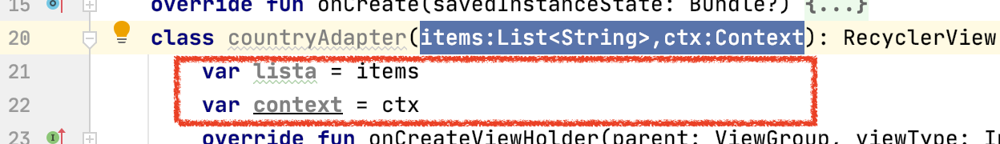 15 override fun onCreate(savedInstanceState: Bundle?) {...}
20 class countryAdapter(items:List<String>,ctx:Context): RecyclerView
21 var lista = items
22 var context = ctx
23 override fun onCreateViewHolder(parent: ViewGroup, viewType: